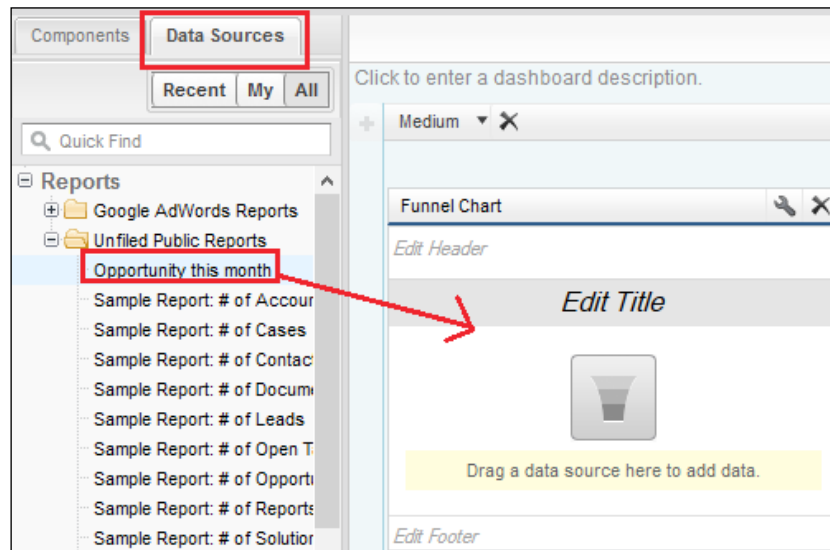 Components Data Sources
Recent My All
Click to enter a dashboard description.
Quick Find
Medium
Reports
Google AdWords Reports
Unfiled Public Reports
Opportunity this month
Sample Report: # of Accour
Sample Report: # of Cases
Sample Report: # of Contac
Sample Report: # of Docum
Sample Report: # of Leads
Sample Report: # of Open T
Sample Report: # of Opportu
Sample Report: # of Reports
Sample Report: # of Solution
Funnel Chart
Edit Header
Edit Title
Drag a data source here to add data.
Edit Footer